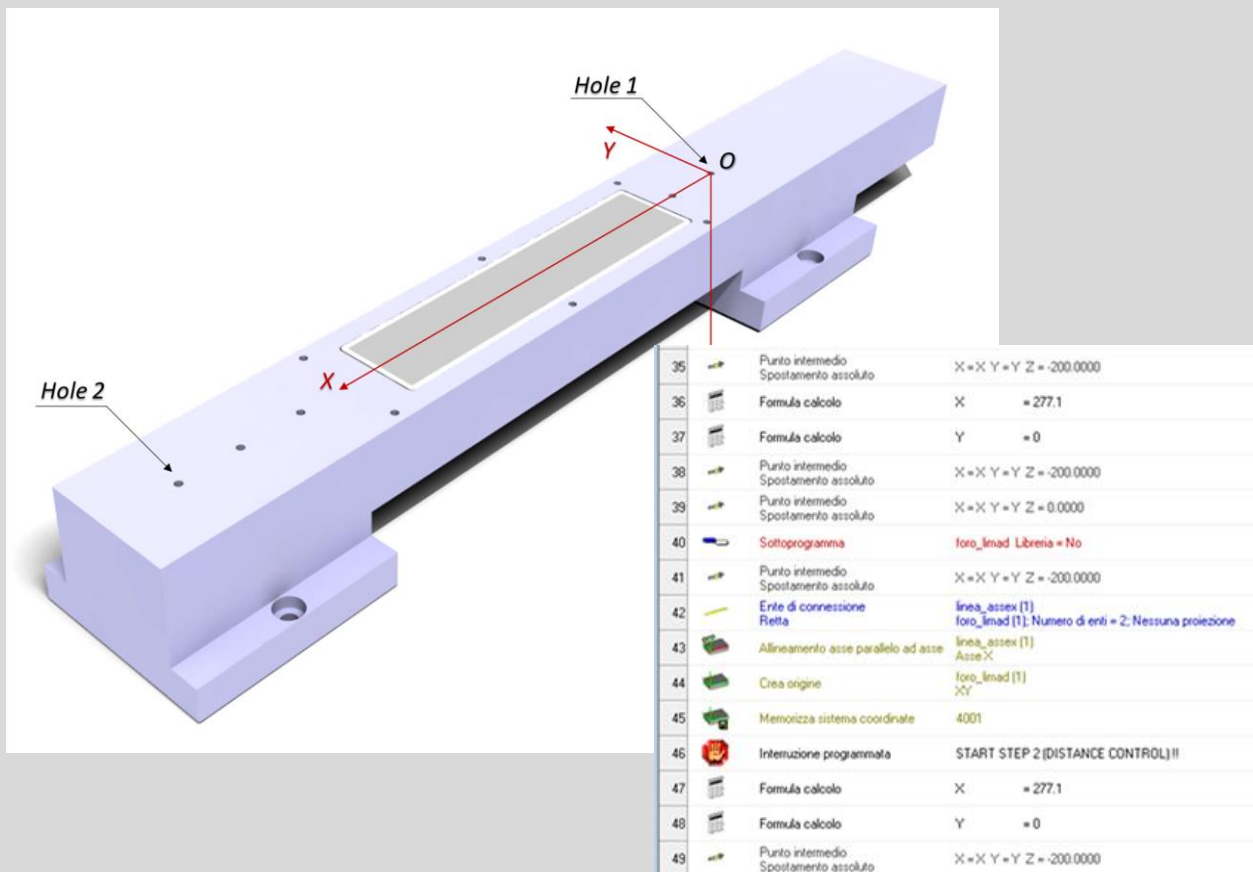 Hole 1
O
Y
X
Hole 2
35 Punto intermedio X=X Y=Y Z=-200.0000
Spostamento assoluto
36 Formula calcolo X = 277.1
37 Formula calcolo Y = 0
38 Punto intermedio X=X Y=Y Z=-200.0000
Spostamento assoluto
39 Punto intermedio X=X Y=Y Z=0.0000
Spostamento assoluto
40 Sottoprogramma foro_limad Libreria = No
41 Punto intermedio X=X Y=Y Z=-200.0000
Spostamento assoluto
42 Ente di connessione linea_assex (1)
Retta foro_limad (1); Numero di enti = 2; Nessuna proiezione
43 Allineamento asse parallelo ad asse linea_assex (1)
Asse X
44 Crea origine foro_limad (1)
XY
45 Memorizza sistema coordinate 4001
46 Interruzione programmata START STEP 2 (DISTANCE CONTROL) !!
47 Formula calcolo X = 277.1
48 Formula calcolo Y = 0
49 Punto intermedio X=X Y=Y Z=-200.0000
Spostamento assoluto